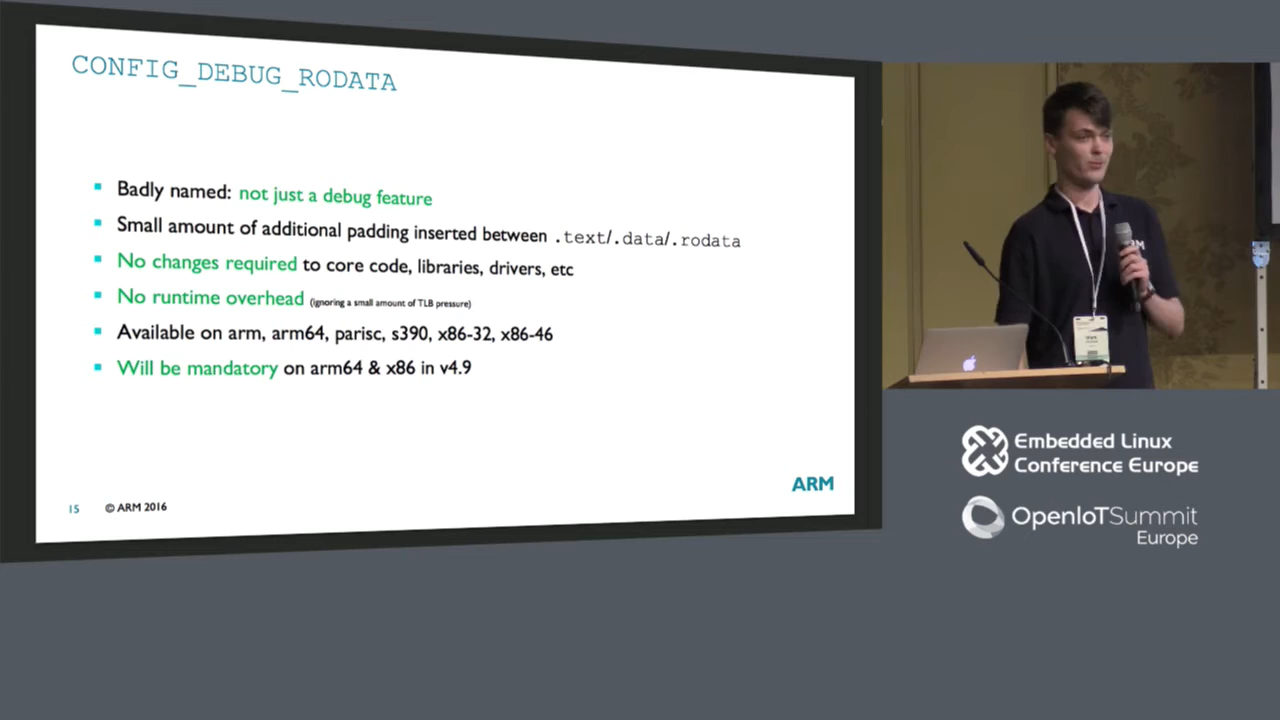 CONFIG_DEBUG_RODATA
Badly named: not just a debug feature
Small amount of additional padding inserted between .text/.data/.rodata
No changes required to core code, libraries, drivers, etc
No runtime overhead (ignoring a small amount of TLB pressure)
Available on arm, arm64, parisc, s390, x86-32, x86-46
Will be mandatory on arm64 & x86 in v4.9
ARM
15 © ARM 2016
ARM
Embedded Linux
Conference Europe
OpenIoTSummit
Europe